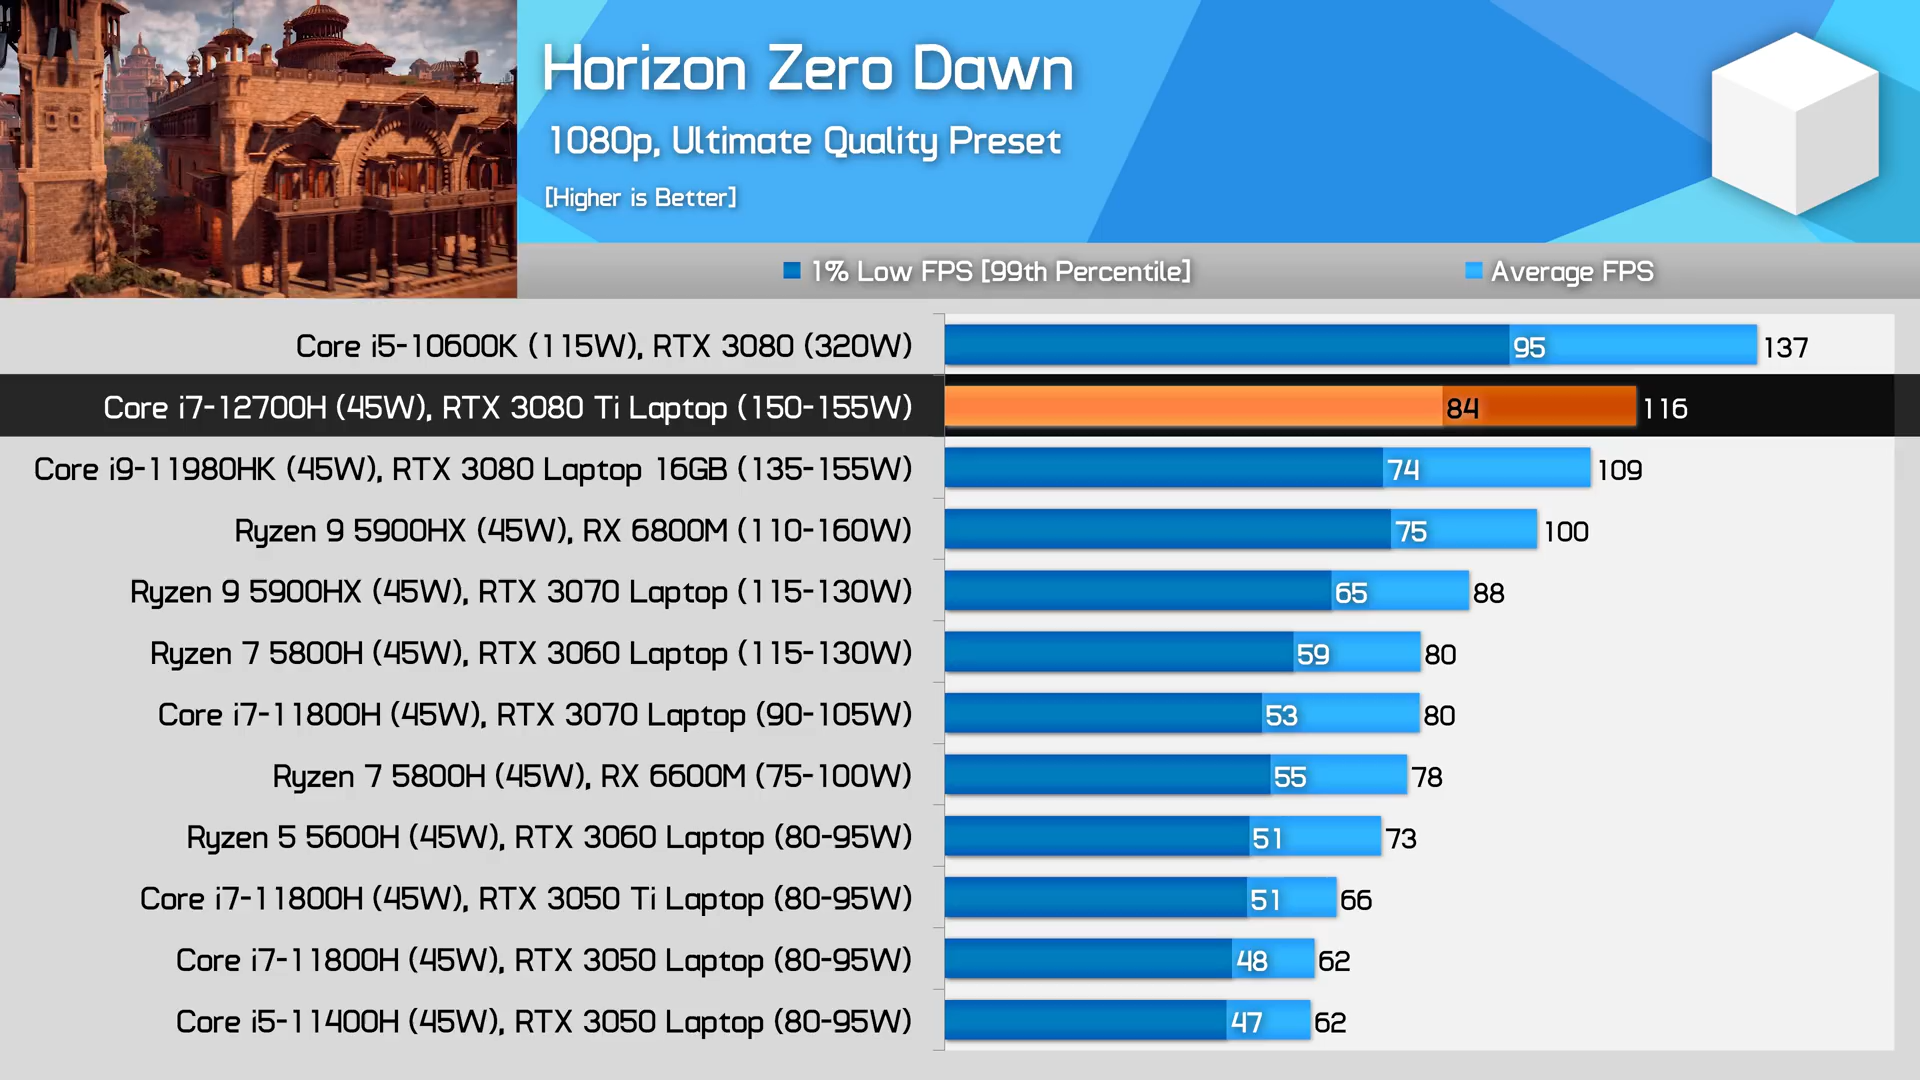 Horizon Zero Dawn
1080p, Ultimate Quality Preset
[Higher is Better]
1% Low FPS [99th Percentile] Average FPS
Core i5-10600K (115W), RTX 3080 (320W) 95 137
Core i7-12700H (45W), RTX 3080 Ti Laptop (150-155W) 84 116
Core i9-11980HK (45W), RTX 3080 Laptop 16GB (135-155W) 74 109
Ryzen 9 5900HX (45W), RX 6800M (110-160W) 75 100
Ryzen 9 5900HX (45W), RTX 3070 Laptop (115-130W) 65 88
Ryzen 7 5800H (45W), RTX 3060 Laptop (115-130W) 59 80
Core i7-11800H (45W), RTX 3070 Laptop (90-105W) 53 80
Ryzen 7 5800H (45W), RX 6600M (75-100W) 55 78
Ryzen 5 5600H (45W), RTX 3060 Laptop (80-95W) 51 73
Core i7-11800H (45W), RTX 3050 Ti Laptop (80-95W) 51 66
Core i7-11800H (45W), RTX 3050 Laptop (80-95W) 48 62
Core i5-11400H (45W), RTX 3050 Laptop (80-95W) 47 62